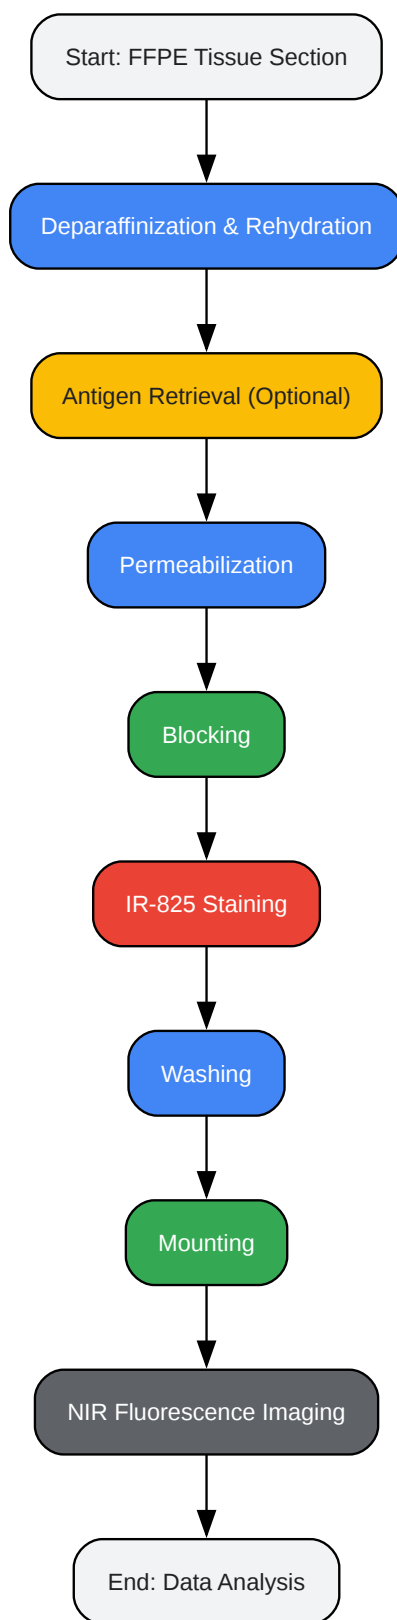 Start: FFPE Tissue Section
Deparaffinization & Rehydration
Antigen Retrieval (Optional)
Permeabilization
Blocking
IR-825 Staining
Washing
Mounting
NIR Fluorescence Imaging
End: Data Analysis